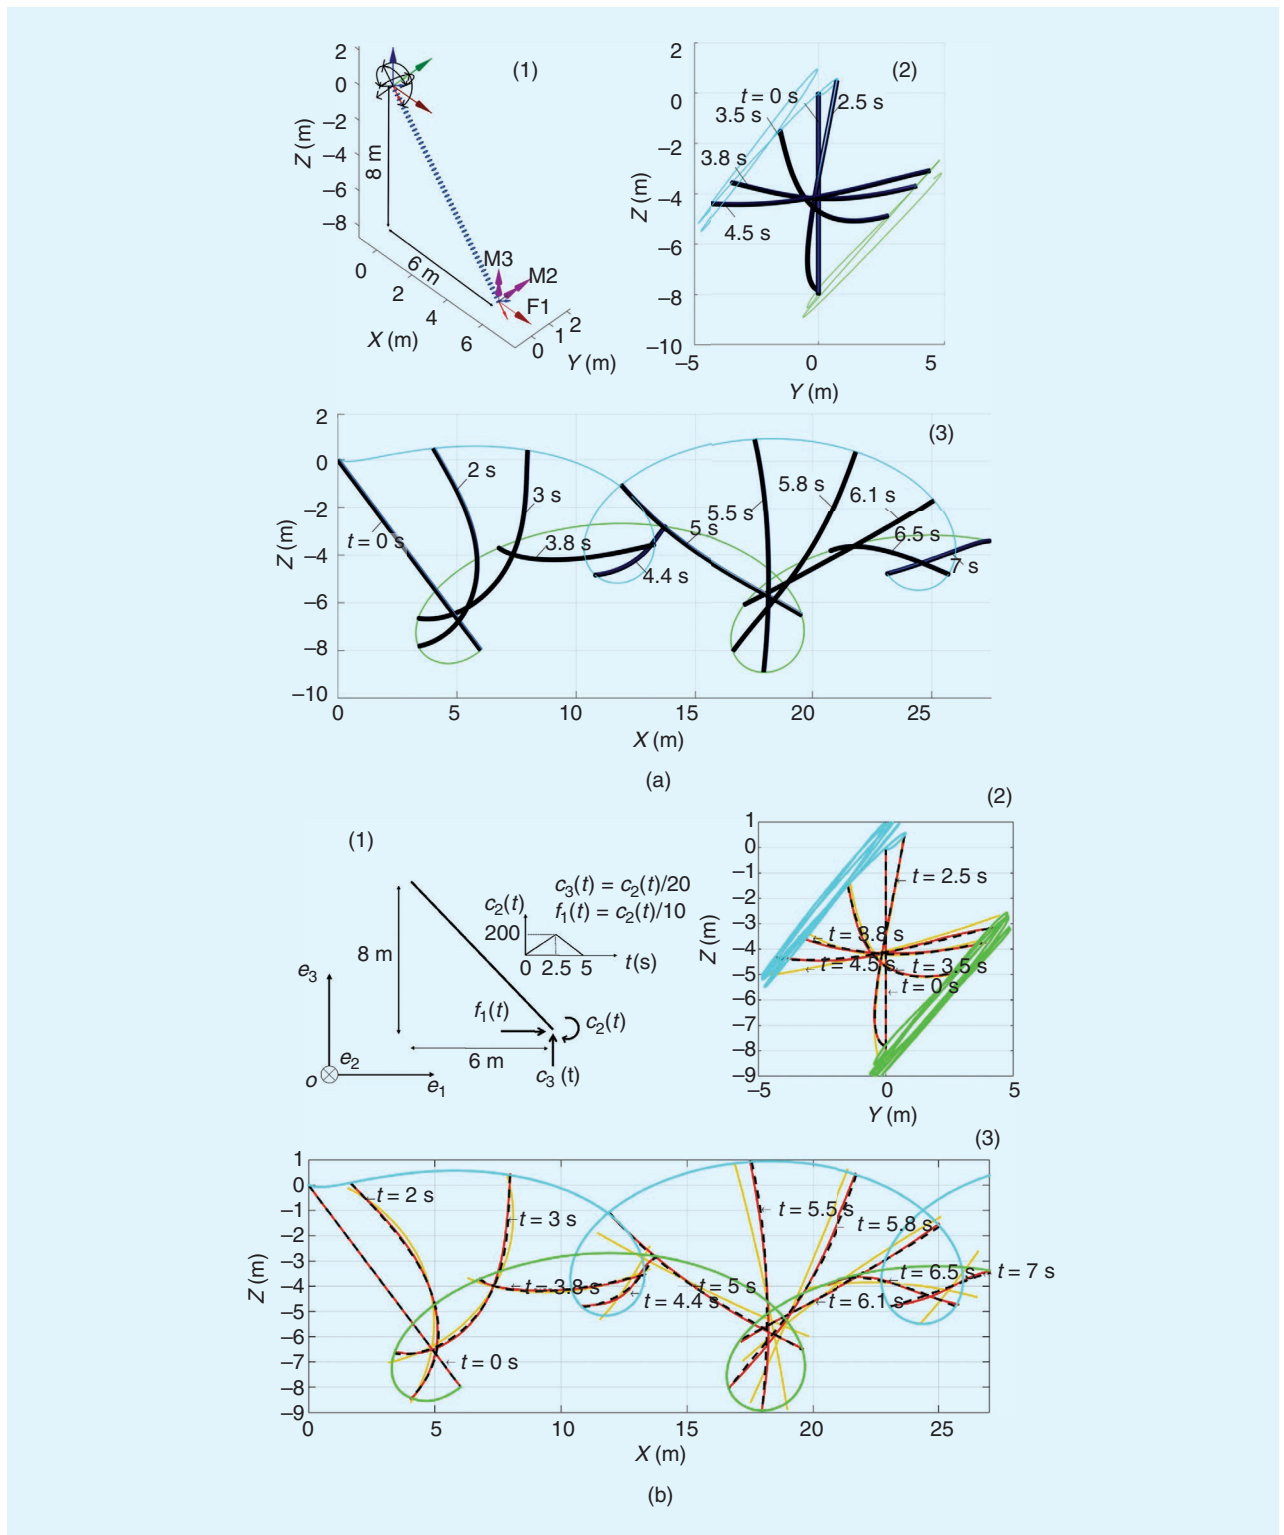 (1)
2
0
−2
−4
−6
−8
Z (m)
8 m
6 m
M3
M2
F1
0
2
4
6
X (m)
0
1
2
Y (m)
(2)
2
0
−2
−4
−6
−8
−10
Z (m)
t = 0 s
2.5 s
3.5 s
3.8 s
4.5 s
−5
0
5
Y (m)
(3)
2
0
−2
−4
−6
−8
−10
Z (m)
t = 0 s
2 s
3 s
3.8 s
4.4 s
5 s
5.5 s
5.8 s
6.1 s
6.5 s
7 s
0
5
10
15
20
25
X (m)
(a)
(1)
c3(t) = c2(t)/20
f1(t) = c2(t)/10
c2(t)
200
0 2.5 5
t(s)
8 m
6 m
f1(t)
c2(t)
c3 (t)
e3
e2
o
e1
(2)
1
0
−1
−2
−3
−4
−5
−6
−7
−8
−9
Z (m)
t = 2.5 s
t = 3.8 s
t = 4.5 s
t = 3.5 s
t = 0 s
−5
0
5
Y (m)
(3)
1
0
−1
−2
−3
−4
−5
−6
−7
−8
−9
Z (m)
t = 2 s
t = 3 s
t = 3.8 s
t = 4.4 s
t = 0 s
t = 5 s
t = 5.5 s
t = 5.8 s
t = 6.5 s
t = 6.1 s
t = 7 s
0
5
10
15
20
25
X (m)
(b)